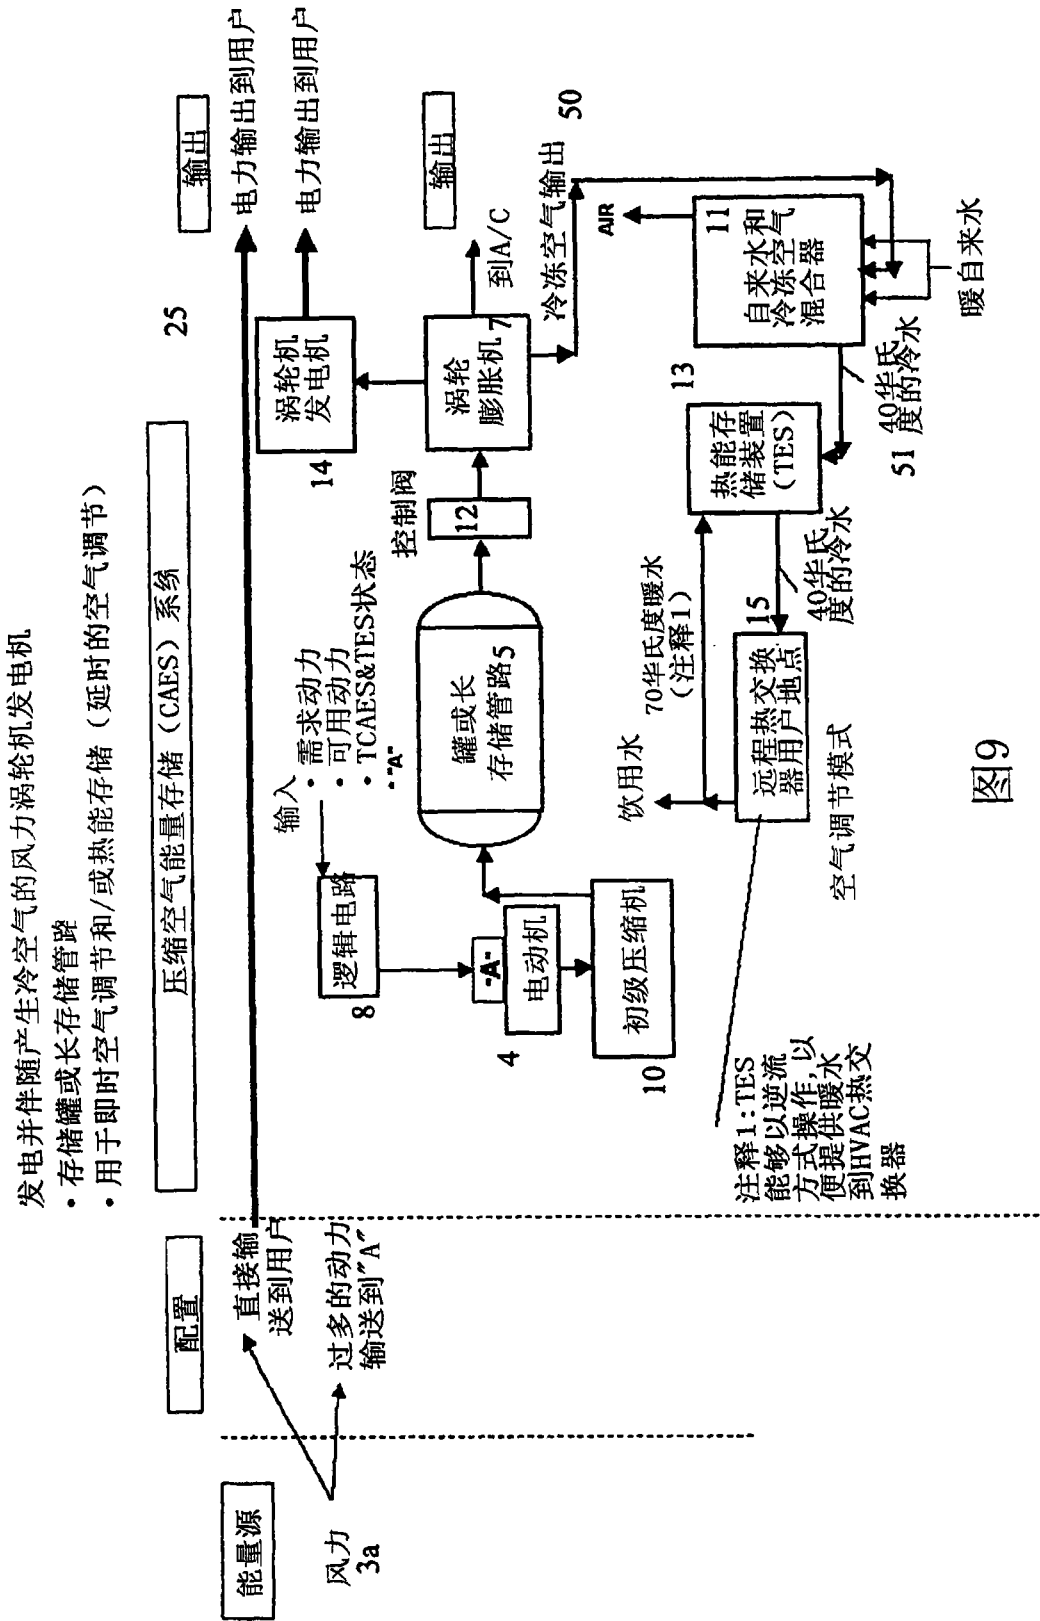 发电并伴随产生冷空气的风力涡轮机发电机
• 存储罐或长存储管路
• 用于即时空气调节和/或热能存储（延时的空气调节）
能量源
配置
压缩空气能量存储（CAES）系统
25
输出
风力
3a
直接输
送到用户
过多的动力
输送到"A"
电力输出到用户
电力输出到用户
输入
• 需求动力
• 可用动力
• TCAES&TES状态
"A"
逻辑电路
8
"A"
电动机
4
初级压缩机
10
罐或长
存储管路5
控制阀
12
涡轮机
发电机
14
涡轮
膨胀机
7
输出
到A/C
冷冻空气输出
50
AIR
11
自来水和
冷冻空气
混合器
暖自来水
40华氏
度的冷水
51
13
热能存
储装置
（TES）
70华氏度暖水
（注释1）
40华氏
度的冷水
15
远程热交换
器用户地点
饮用水
空气调节模式
注释1:TES
能够以逆流
方式操作,以
便提供暖水
到HVAC热交
换器
图9